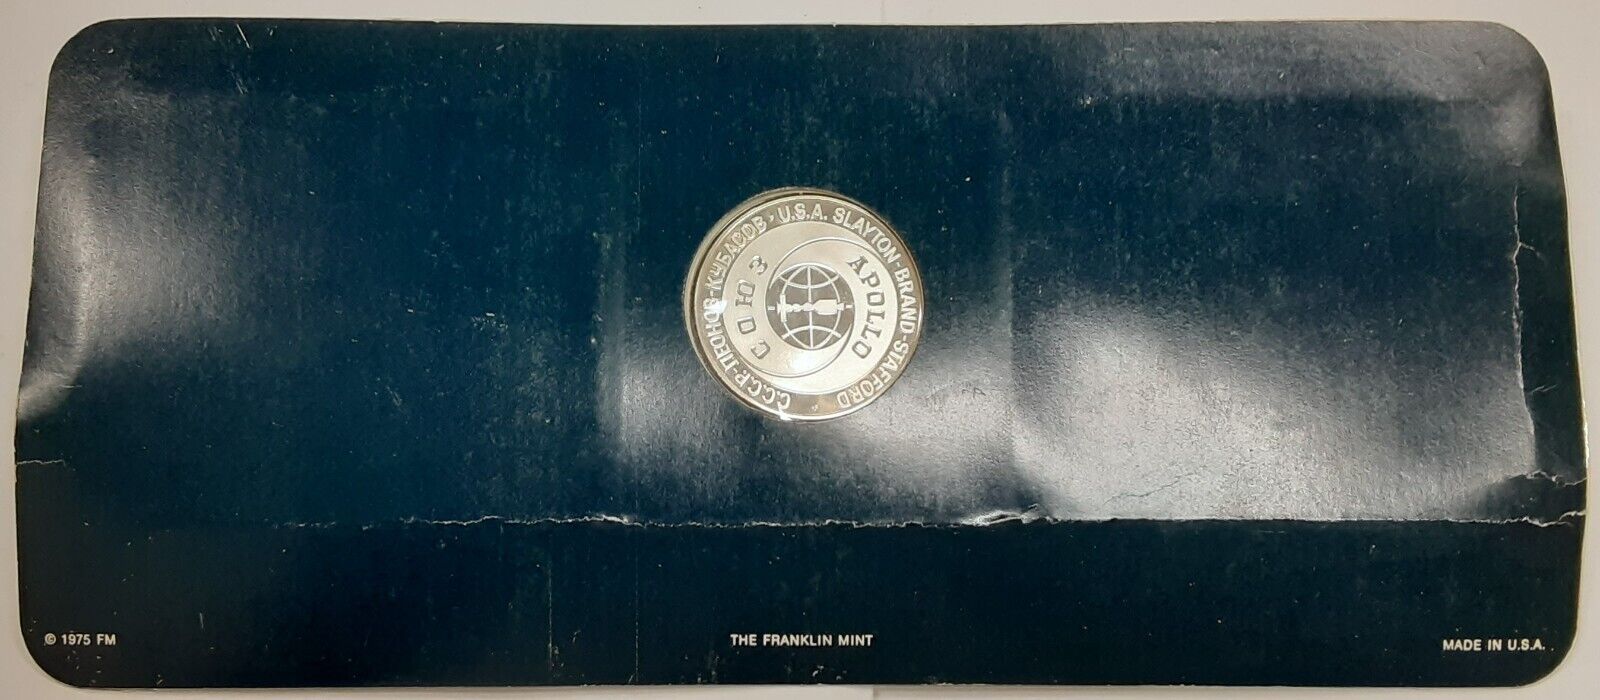 С.С.С.Р.-ЛЕОНОВ-КУБАСОВ · U.S.A. SLAYTON-BRAND-STAFFORD
СОЮЗ
APOLLO
© 1975 FM
THE FRANKLIN MINT
MADE IN U.S.A.